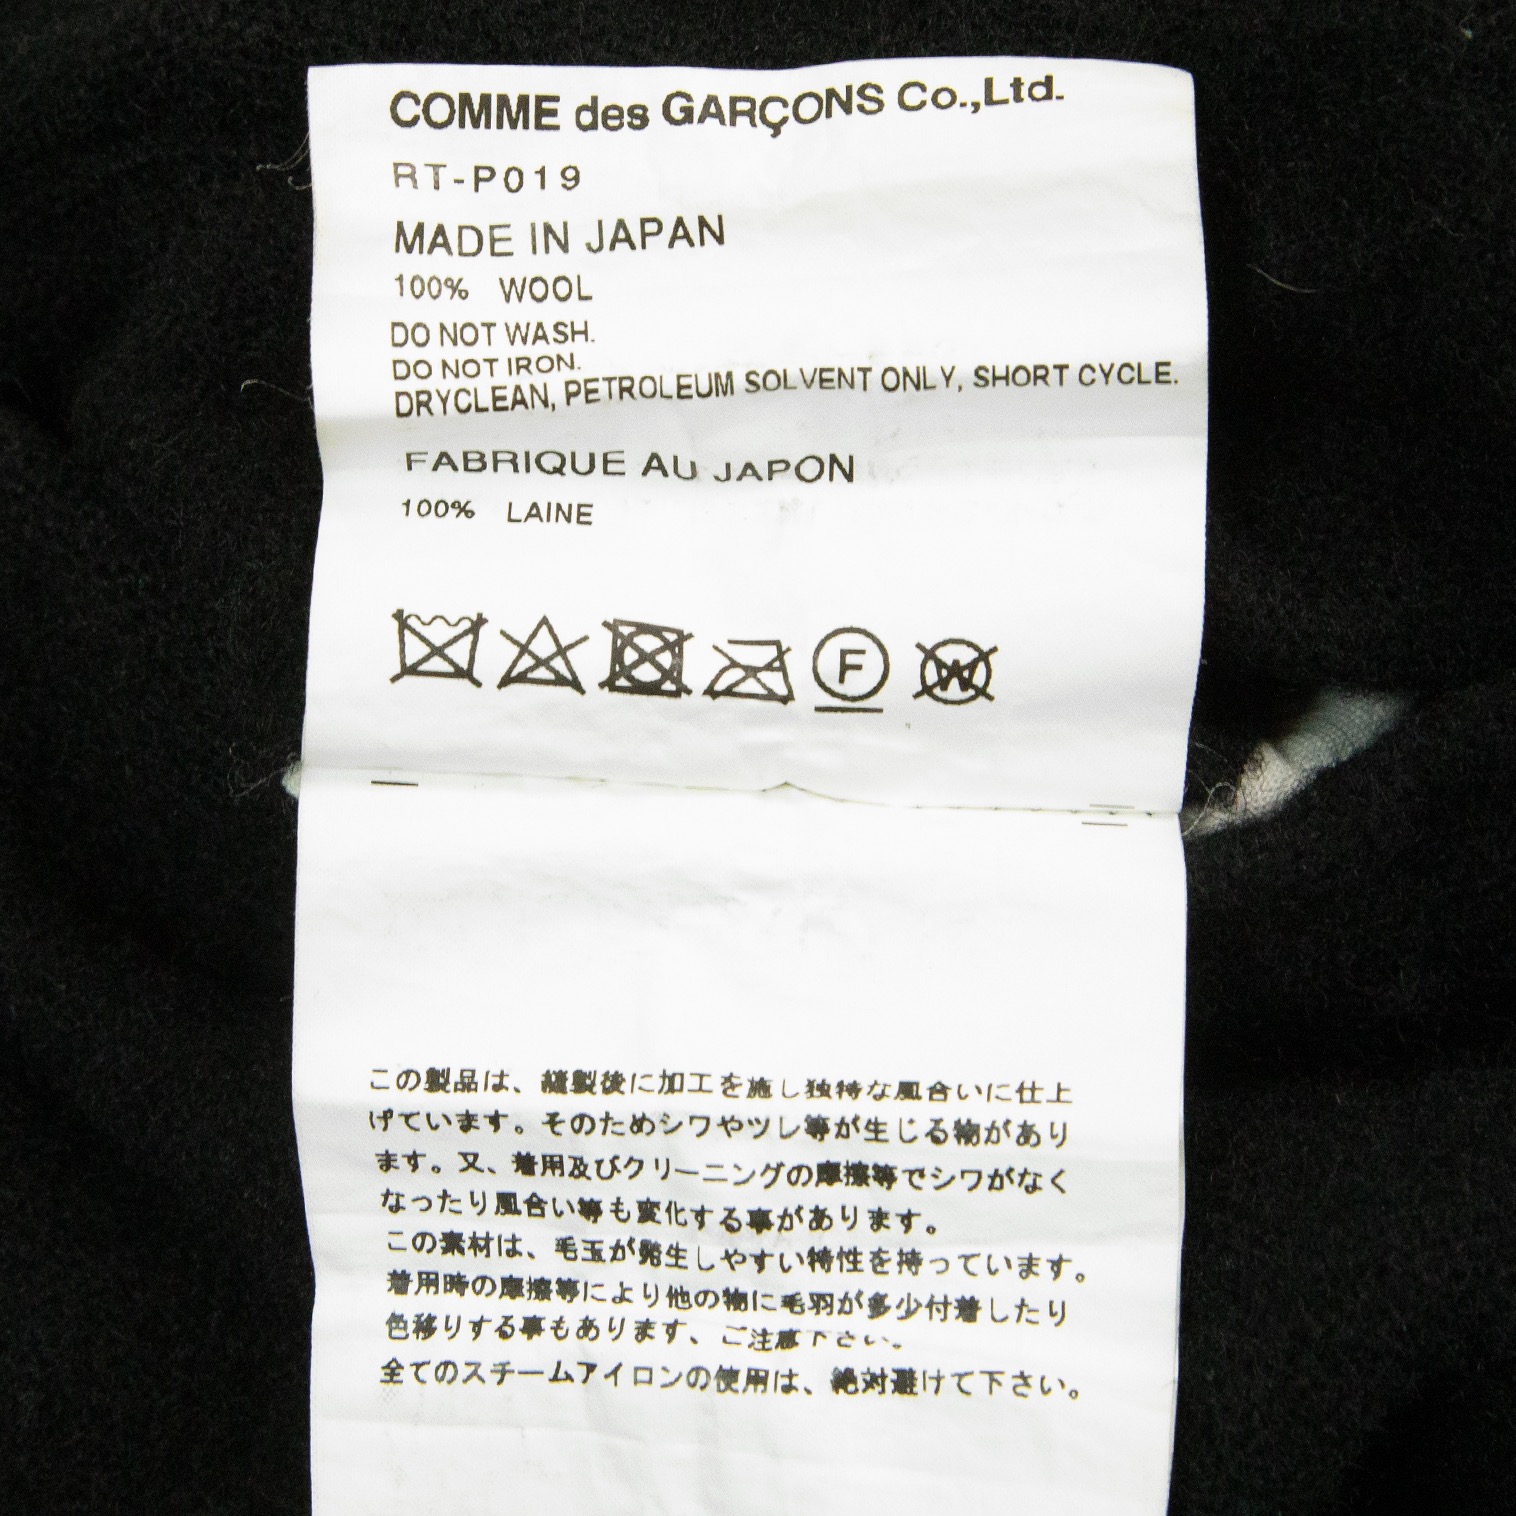 COMME des GARÇONS Co.,Ltd.
RT-P019
MADE IN JAPAN
100% WOOL
DO NOT WASH.
DO NOT IRON.
DRYCLEAN, PETROLEUM SOLVENT ONLY, SHORT CYCLE.
FABRIQUE AU JAPON
100% LAINE
F W
この製品は、縫製後に加工を施し独特な風合いに仕上
げています。そのためシワやツレ等が生じる物があり
ます。又、着用及びクリーニングの摩擦等でシワがなく
なったり風合い等も変化する事があります。
この素材は、毛玉が発生しやすい特性を持っています。
着用時の摩擦等により他の物に毛羽が多少付着したり
色移りする事もあります、ご注意下さい。
全てのスチームアイロンの使用は、絶対避けて下さい。